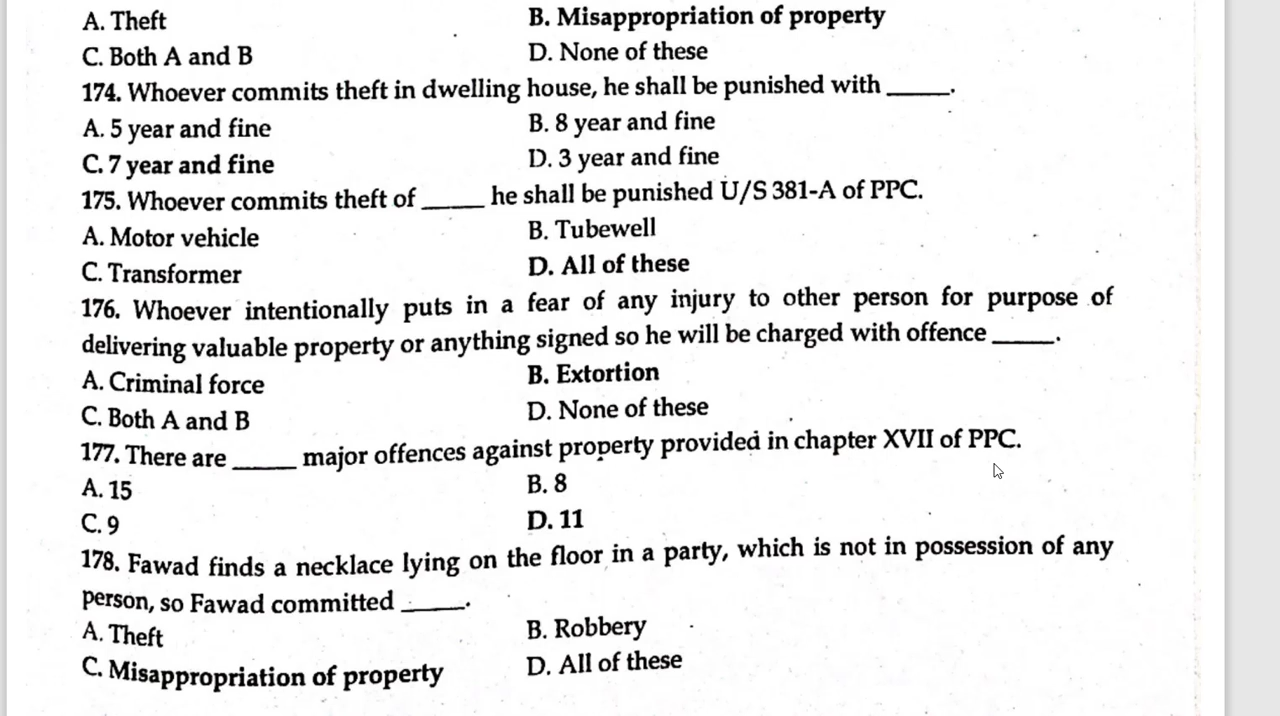 A. Theft B. Misappropriation of property
C. Both A and B D. None of these
174. Whoever commits theft in dwelling house, he shall be punished with _____.
A. 5 year and fine B. 8 year and fine
C. 7 year and fine D. 3 year and fine
175. Whoever commits theft of _____ he shall be punished U/S 381-A of PPC.
A. Motor vehicle B. Tubewell
C. Transformer D. All of these
176. Whoever intentionally puts in a fear of any injury to other person for purpose of
delivering valuable property or anything signed so he will be charged with offence _____.
A. Criminal force B. Extortion
C. Both A and B D. None of these
177. There are _____ major offences against property provided in chapter XVII of PPC.
A. 15 B. 8
C. 9 D. 11
178. Fawad finds a necklace lying on the floor in a party, which is not in possession of any
person, so Fawad committed _____.
A. Theft B. Robbery
C. Misappropriation of property D. All of these